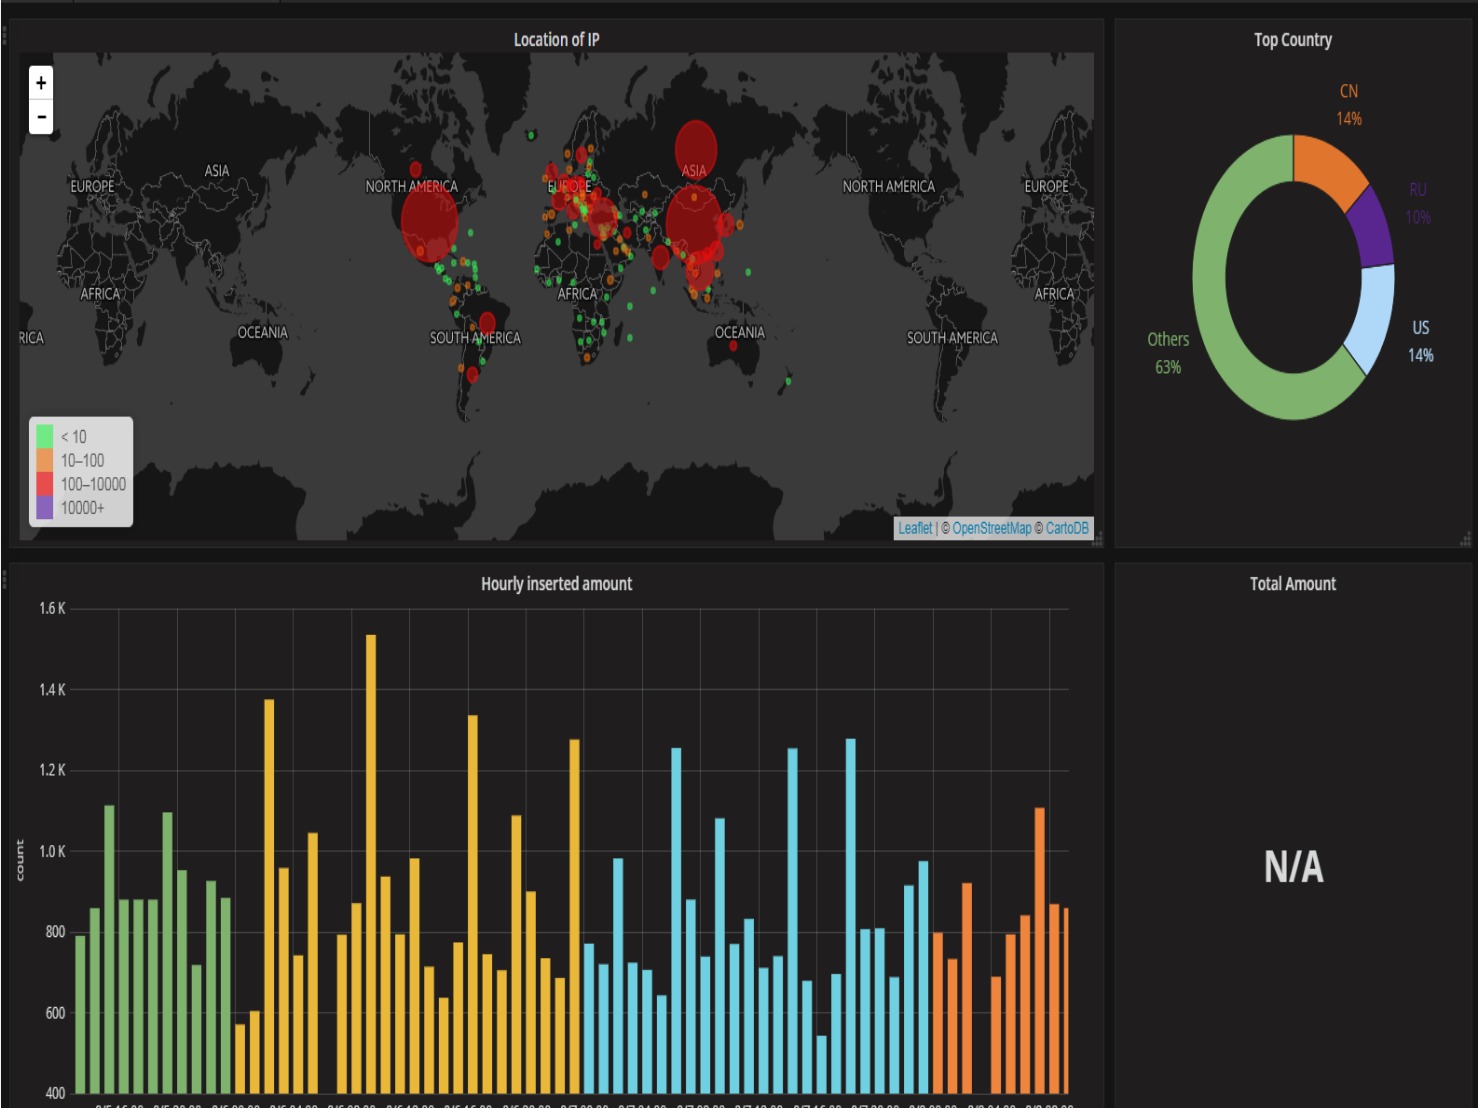 Location of IP
Top Country
+
-
CN
14%
ASIA
ASIA
EUROPE
NORTH AMERICA
EUROPE
NORTH AMERICA
EUROPE
RU
10%
AFRICA
AFRICA
AFRICA
RICA
OCEANIA
SOUTH AMERICA
OCEANIA
SOUTH AMERICA
US
14%
Others
63%
< 10
10–100
100–10000
10000+
Leaflet | © OpenStreetMap © CartoDB
Hourly inserted amount
Total Amount
1.6 K
1.4 K
1.2 K
1.0 K
800
600
400
count
N/A